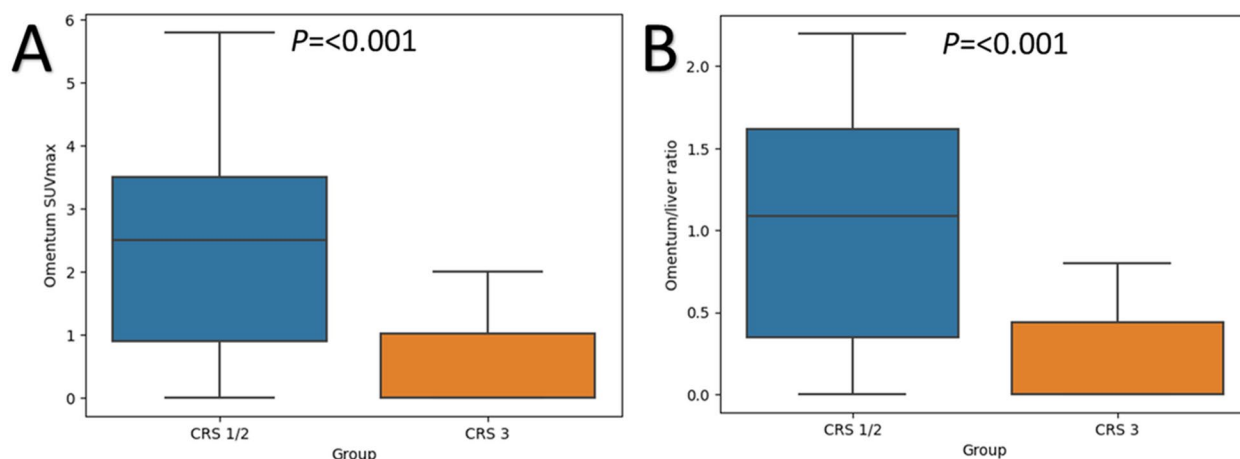 A
P=<0.001
6
5
4
3
2
1
0
Omentum SUVmax
CRS 1/2
CRS 3
Group
B
P=<0.001
2.0
1.5
1.0
0.5
0.0
Omentum/liver ratio
CRS 1/2
CRS 3
Group